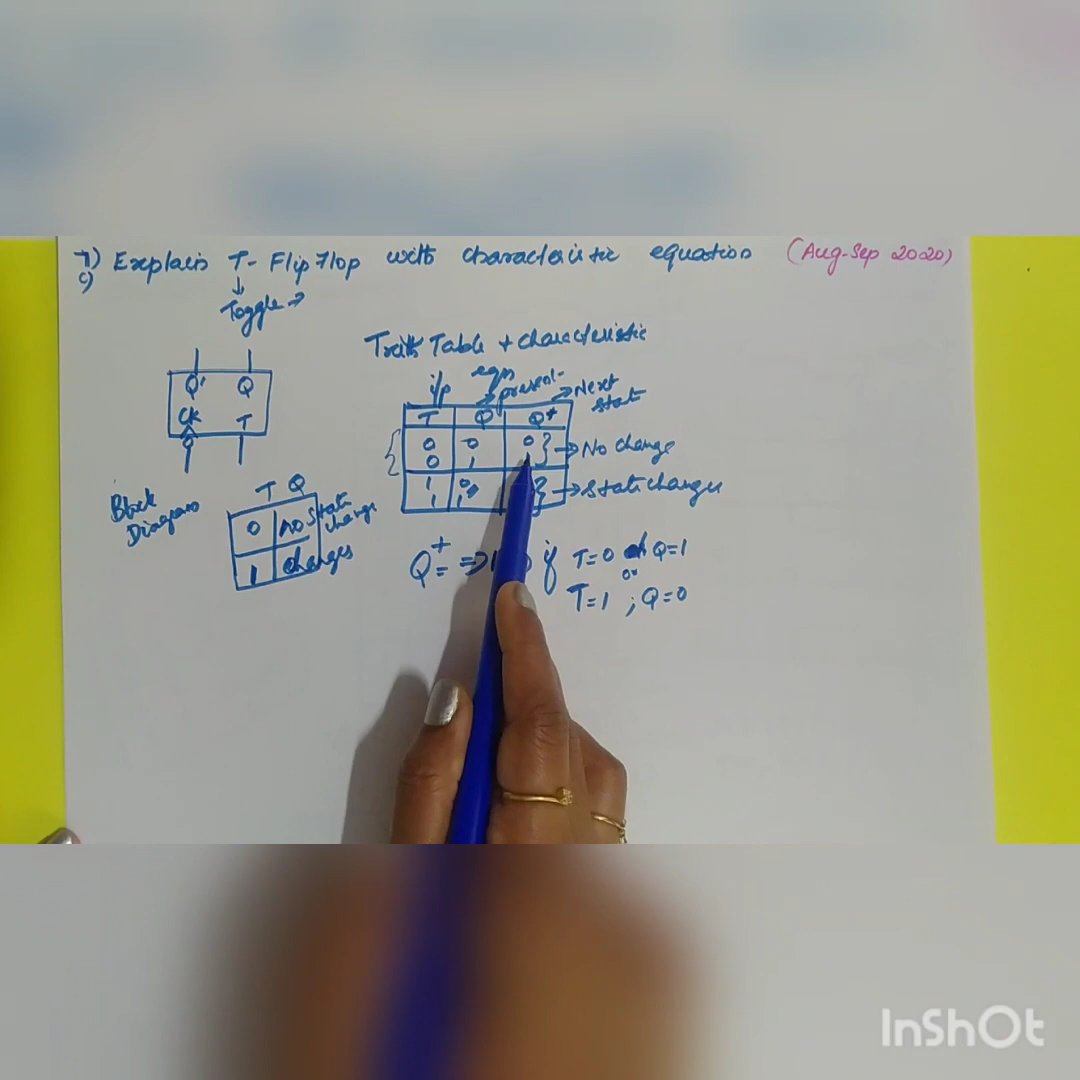 7) Explain T- Flip Flop with characteristic equation (Aug-Sep 2020)
c)
↓
Toggle →
Truth Table + characteristic
eqn
Q' Q
CK T
Block
Diagram
T Q
0 no state change
1 changes
i/p present- → Next state
T Q Q+
0 0 0
0 1 1 } → No change
1 0
1 1 } → State changes
Q+ = ⇒ if T=0 Q=1
or
T=1 ; Q=0
InShOt